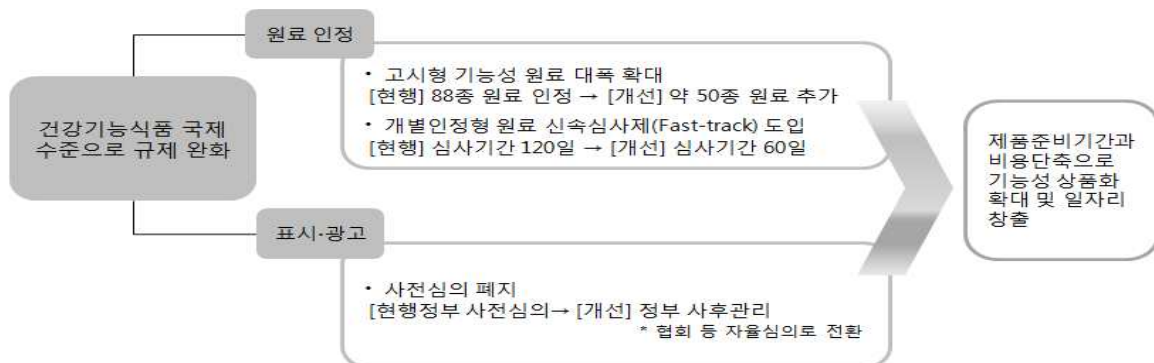 원료 인정
• 고시형 기능성 원료 대폭 확대
[현행] 88종 원료 인정 → [개선] 약 50종 원료 추가
• 개별인정형 원료 신속심사제(Fast-track) 도입
[현행] 심사기간 120일 → [개선] 심사기간 60일
건강기능식품 국제
수준으로 규제 완화
표시·광고
• 사전심의 폐지
[현행정부 사전심의→ [개선] 정부 사후관리
* 협회 등 자율심의로 전환
제품준비기간과
비용단축으로
기능성 상품화
확대 및 일자리
창출